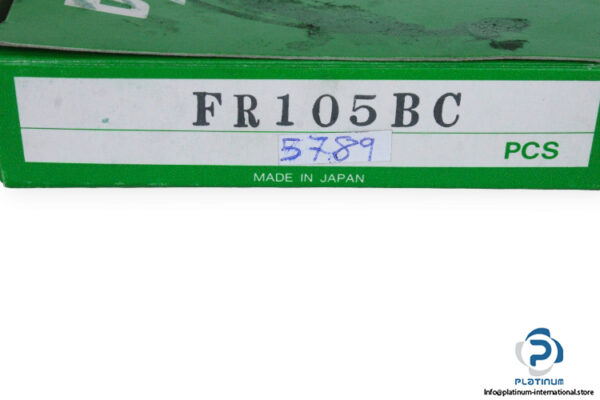 FR105BC
5789
PCS
MADE IN JAPAN
PLATINUM
Info@platinum-international.store